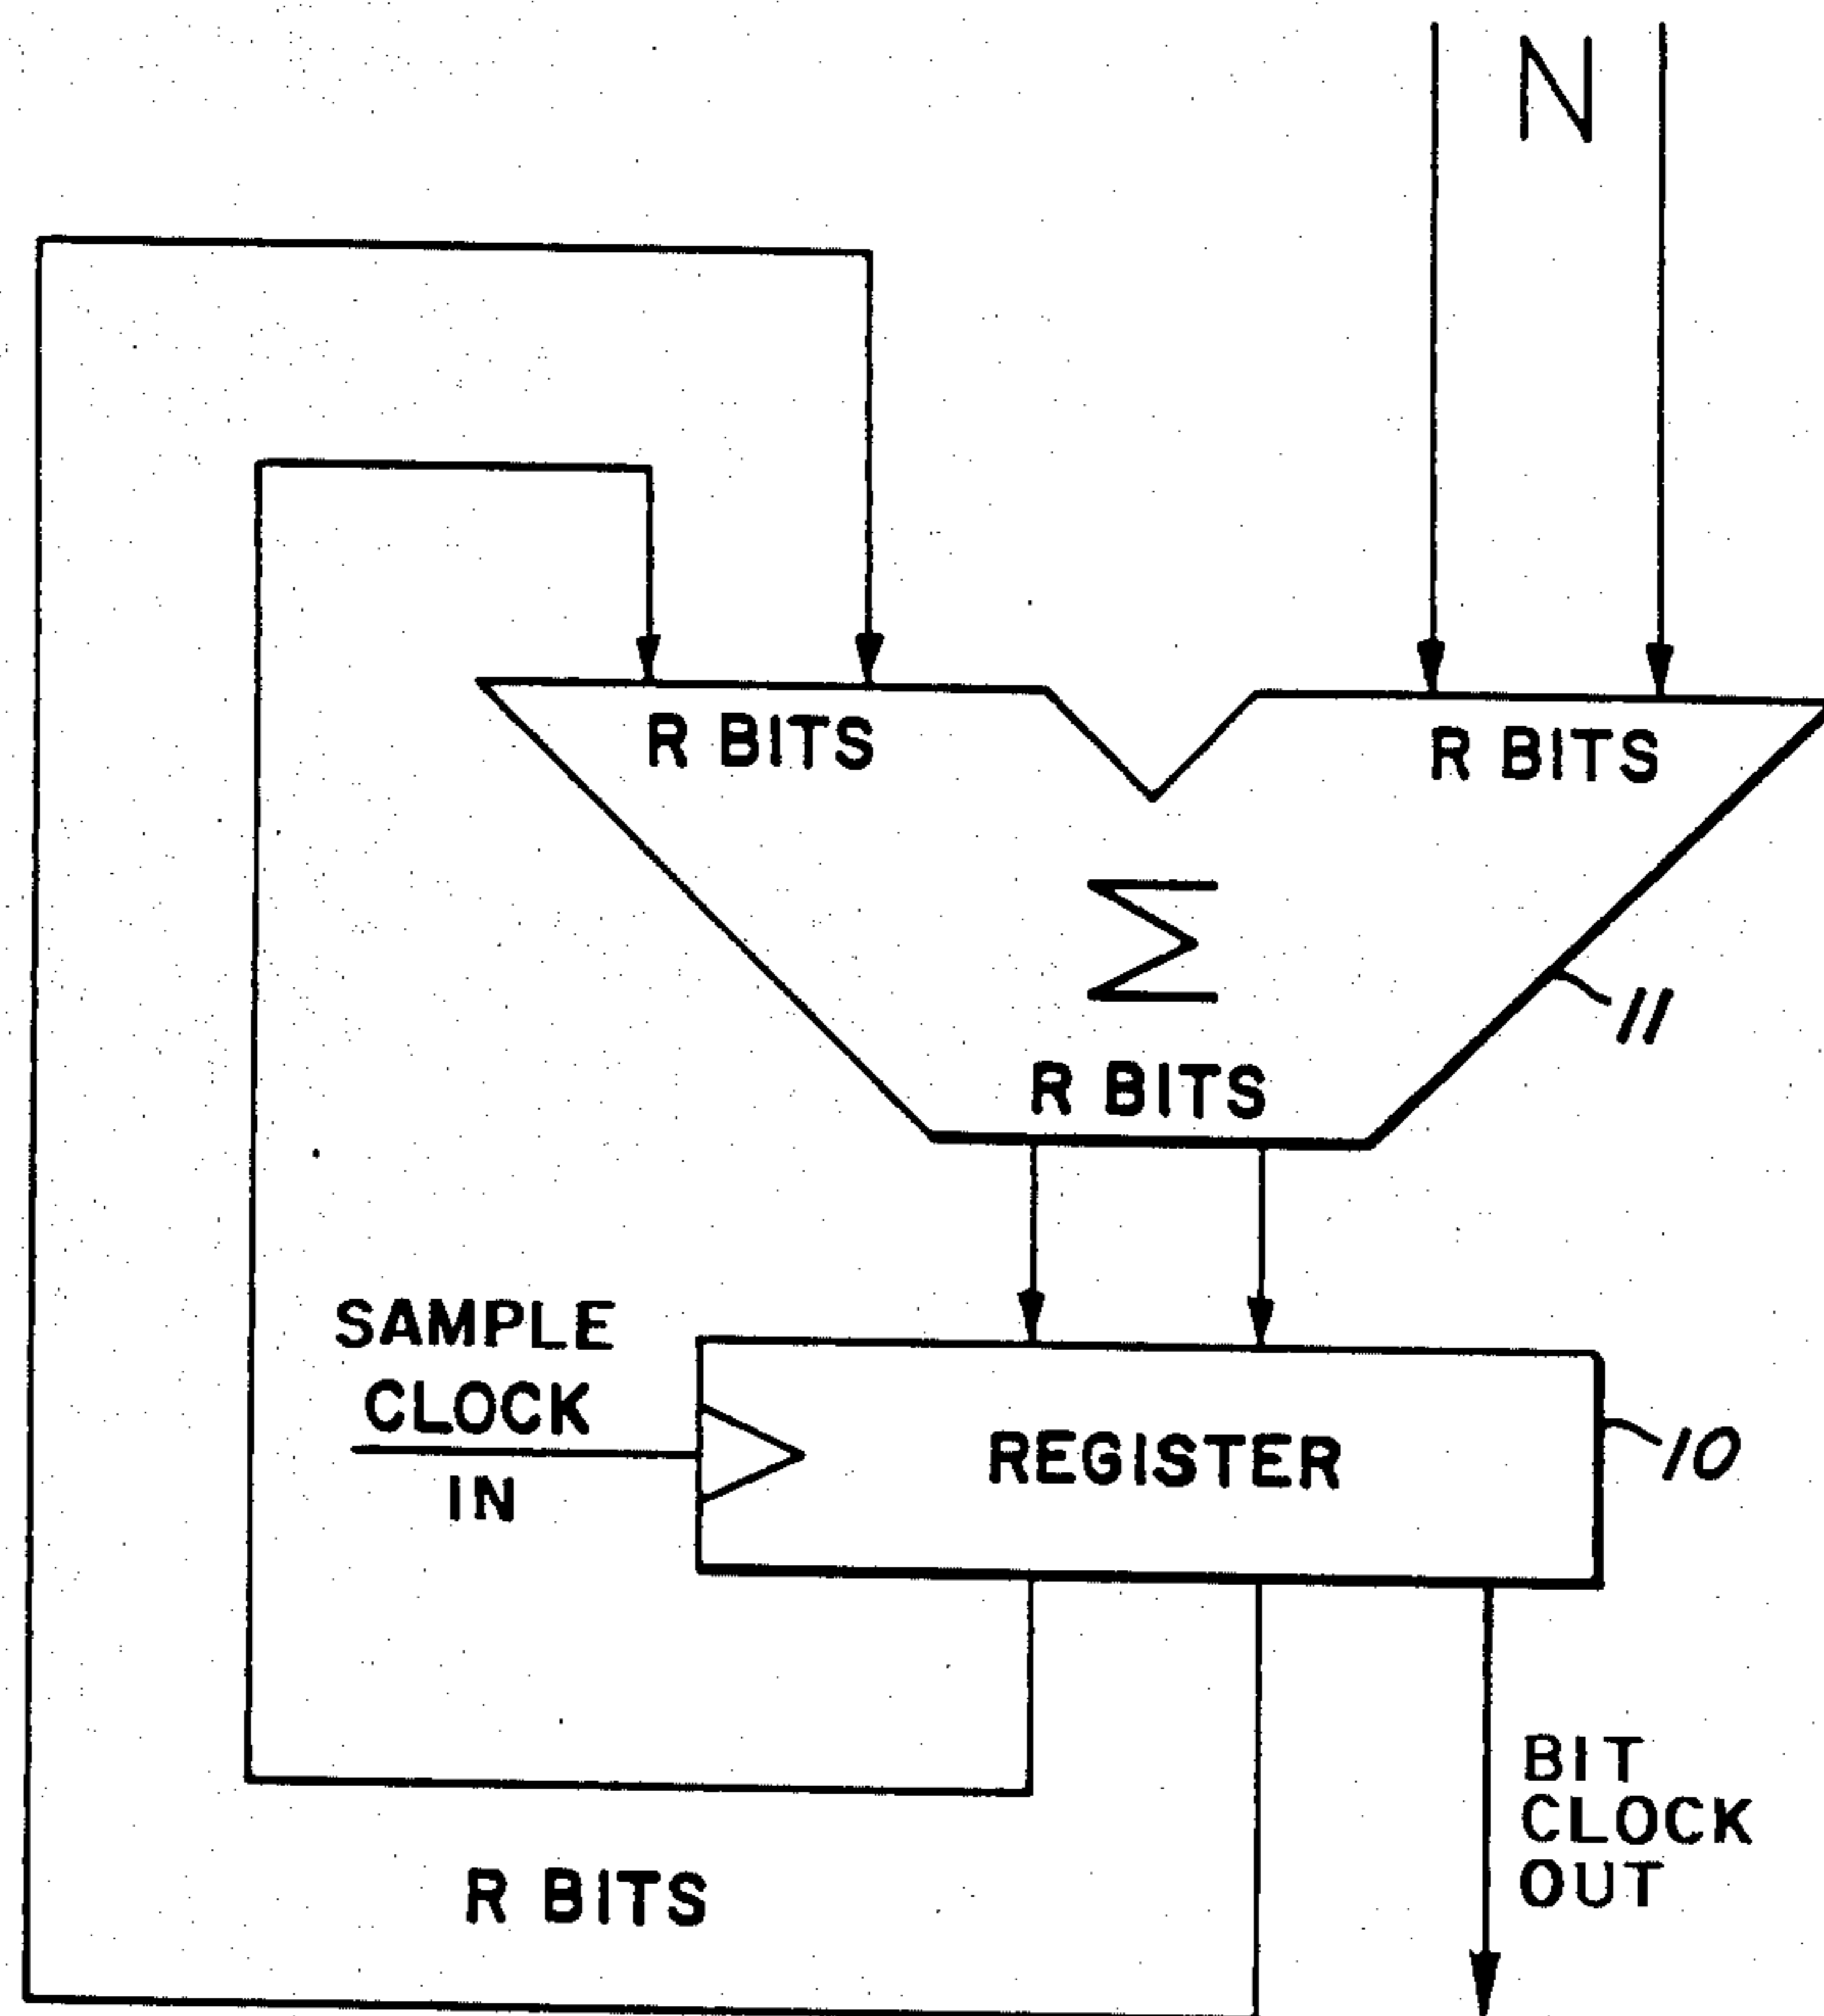 N
R BITS
R BITS
Σ
11
R BITS
SAMPLE
CLOCK
IN
REGISTER
10
BIT
CLOCK
OUT
R BITS